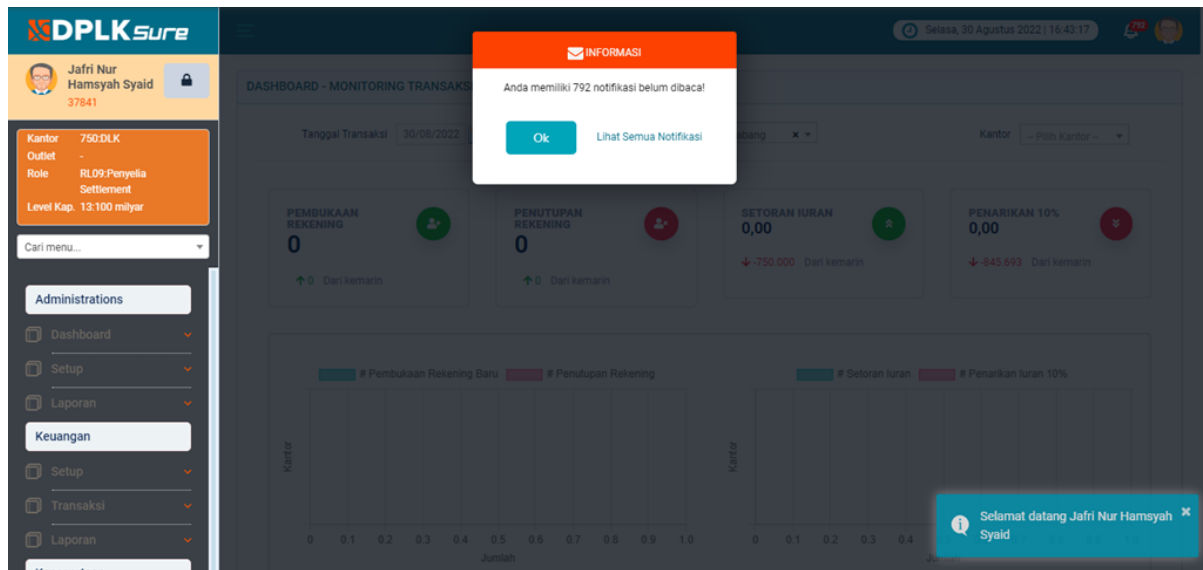 DPLKSure
Selasa, 30 Agustus 2022 | 16:43:17
792
Jafri Nur
Hamsyah Syaid
37841
Kantor 750:DLK
Outlet -
Role RL09:Penyelia
Settlement
Level Kap. 13:100 milyar
Cari menu...
Administrations
Dashboard
Setup
Laporan
Keuangan
Setup
Transaksi
Laporan
INFORMASI
Anda memiliki 792 notifikasi belum dibaca!
Ok Lihat Semua Notifikasi
DASHBOARD - MONITORING TRANSAKSI
Tanggal Transaksi 30/08/2022
abang
Kantor -- Pilih Kantor --
PEMBUKAAN
REKENING
0
0 Dari kemarin
PENUTUPAN
REKENING
0
0 Dari kemarin
SETORAN IURAN
0,00
-750.000 Dari kemarin
PENARIKAN 10%
0,00
-845.693 Dari kemarin
# Pembukaan Rekening Baru # Penutupan Rekening
Kantor
0 0.1 0.2 0.3 0.4 0.5 0.6 0.7 0.8 0.9 1.0
Jumlah
# Setoran Iuran # Penarikan Iuran 10%
Kantor
0 0.1 0.2 0.3 0.4
Selamat datang Jafri Nur Hamsyah
Syaid